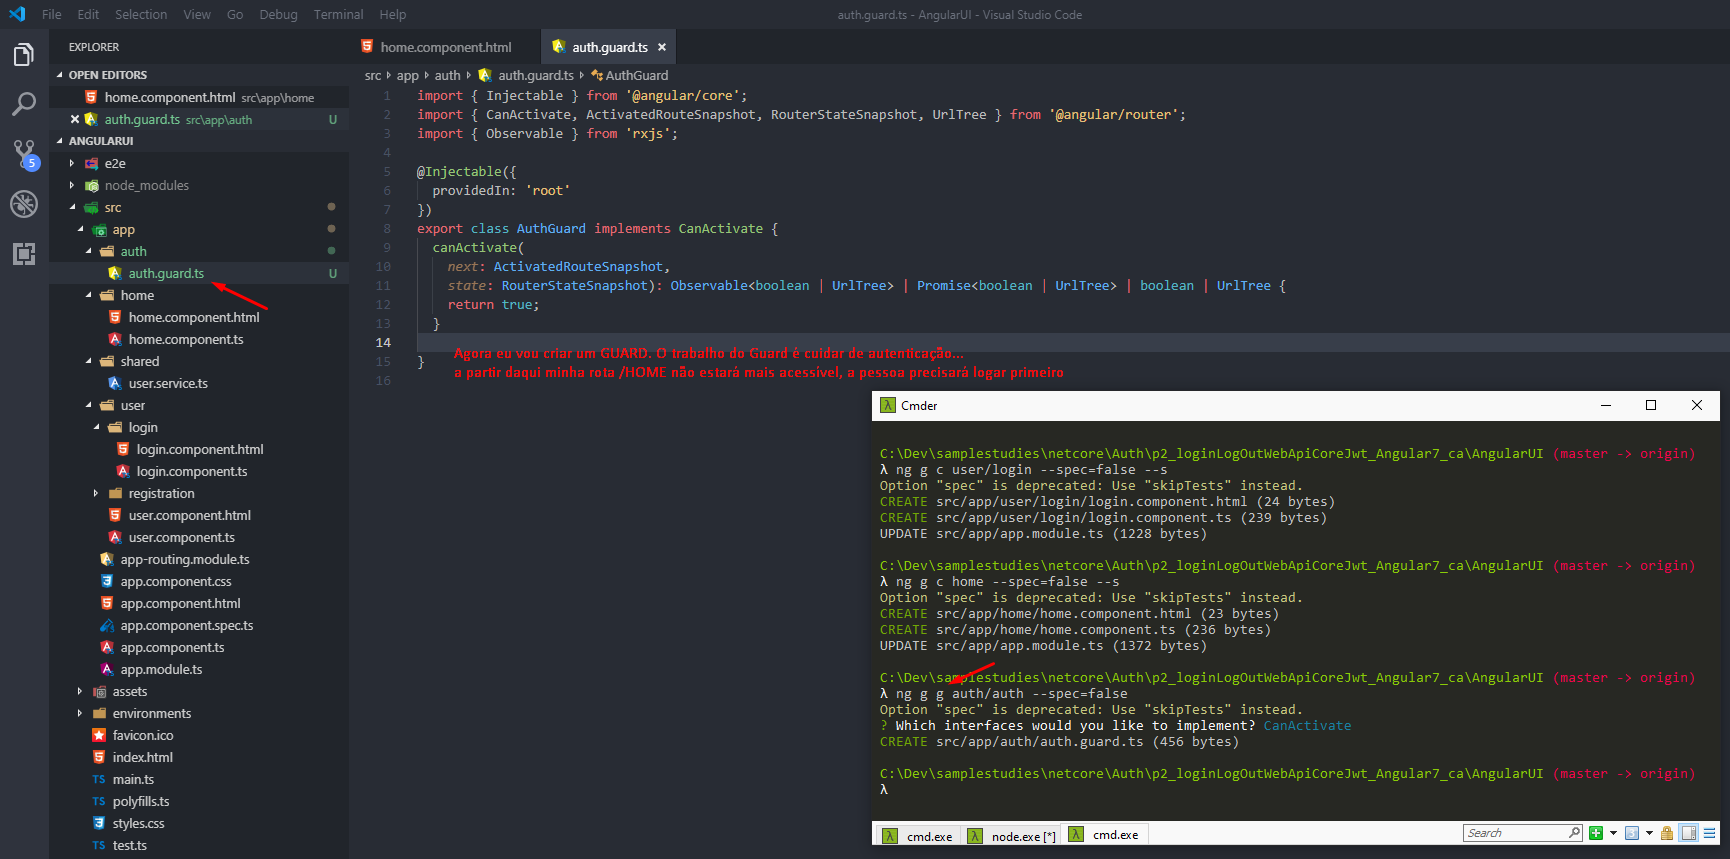 File Edit Selection View Go Debug Terminal Help
auth.guard.ts - AngularUI - Visual Studio Code
EXPLORER
OPEN EDITORS
home.component.html src\app\home
auth.guard.ts src\app\auth U
ANGULARUI
e2e
node_modules
src
app
auth
auth.guard.ts U
home
home.component.html
home.component.ts
shared
user.service.ts
user
login
login.component.html
login.component.ts
registration
user.component.html
user.component.ts
app-routing.module.ts
app.component.css
app.component.html
app.component.spec.ts
app.component.ts
app.module.ts
assets
environments
favicon.ico
index.html
TS main.ts
TS polyfills.ts
styles.css
TS test.ts
5
home.component.html
auth.guard.ts
src app auth auth.guard.ts AuthGuard
1 import { Injectable } from '@angular/core';
2 import { CanActivate, ActivatedRouteSnapshot, RouterStateSnapshot, UrlTree } from '@angular/router';
3 import { Observable } from 'rxjs';
4
5 @Injectable({
6 providedIn: 'root'
7 })
8 export class AuthGuard implements CanActivate {
9 canActivate(
10 next: ActivatedRouteSnapshot,
11 state: RouterStateSnapshot): Observable<boolean | UrlTree> | Promise<boolean | UrlTree> | boolean | UrlTree {
12 return true;
13 }
14
15 }
16
Agora eu vou criar um GUARD. O trabalho do Guard é cuidar de autenticação...
a partir daqui minha rota /HOME não estará mais acessível, a pessoa precisará logar primeiro
λ Cmder
C:\Dev\samplestudies\netcore\Auth\p2_loginLogOutWebApiCoreJwt_Angular7_ca\AngularUI (master -> origin)
λ ng g c user/login --spec=false --s
Option "spec" is deprecated: Use "skipTests" instead.
CREATE src/app/user/login/login.component.html (24 bytes)
CREATE src/app/user/login/login.component.ts (239 bytes)
UPDATE src/app/app.module.ts (1228 bytes)
C:\Dev\samplestudies\netcore\Auth\p2_loginLogOutWebApiCoreJwt_Angular7_ca\AngularUI (master -> origin)
λ ng g c home --spec=false --s
Option "spec" is deprecated: Use "skipTests" instead.
CREATE src/app/home/home.component.html (23 bytes)
CREATE src/app/home/home.component.ts (236 bytes)
UPDATE src/app/app.module.ts (1372 bytes)
C:\Dev\samplestudies\netcore\Auth\p2_loginLogOutWebApiCoreJwt_Angular7_ca\AngularUI (master -> origin)
λ ng g g auth/auth --spec=false
Option "spec" is deprecated: Use "skipTests" instead.
? Which interfaces would you like to implement? CanActivate
CREATE src/app/auth/auth.guard.ts (456 bytes)
C:\Dev\samplestudies\netcore\Auth\p2_loginLogOutWebApiCoreJwt_Angular7_ca\AngularUI (master -> origin)
λ
λ cmd.exe λ node.exe [*] λ cmd.exe
Search